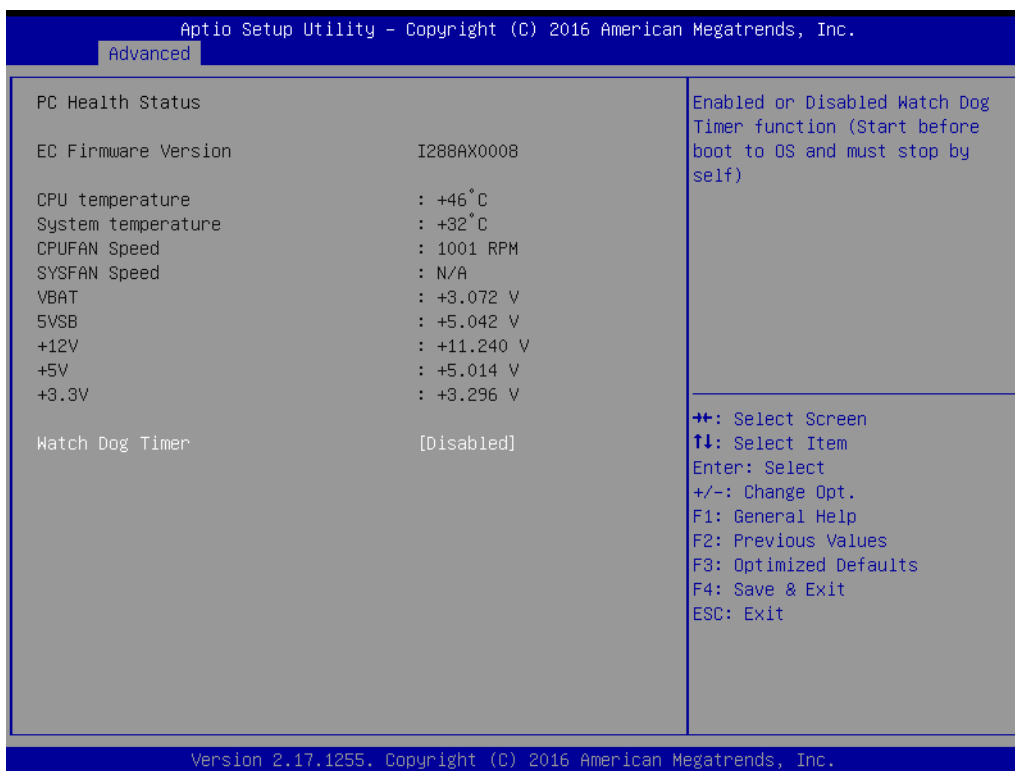 Aptio Setup Utility – Copyright (C) 2016 American Megatrends, Inc.
Advanced
PC Health Status
EC Firmware Version I288AX0008
CPU temperature : +46°C
System temperature : +32°C
CPUFAN Speed : 1001 RPM
SYSFAN Speed : N/A
VBAT : +3.072 V
5VSB : +5.042 V
+12V : +11.240 V
+5V : +5.014 V
+3.3V : +3.296 V
Watch Dog Timer [Disabled]
Enabled or Disabled Watch Dog
Timer function (Start before
boot to OS and must stop by
self)
→←: Select Screen
↑↓: Select Item
Enter: Select
+/-: Change Opt.
F1: General Help
F2: Previous Values
F3: Optimized Defaults
F4: Save & Exit
ESC: Exit
Version 2.17.1255. Copyright (C) 2016 American Megatrends, Inc.